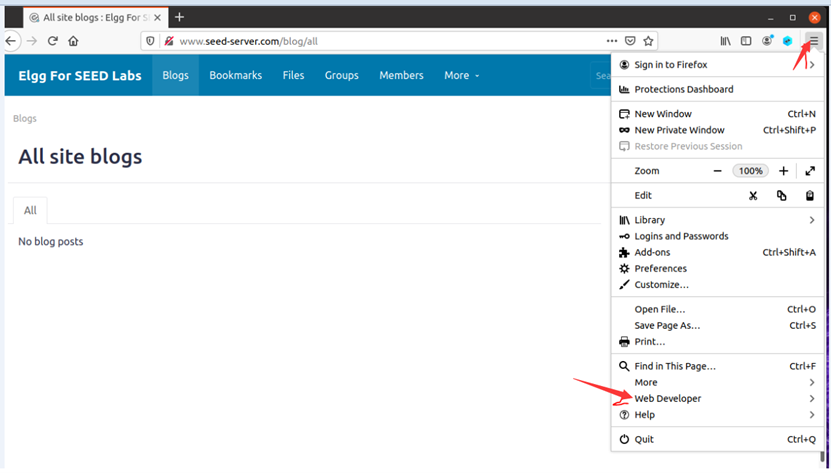 All site blogs : Elgg For SE
www.seed-server.com/blog/all
Elgg For SEED Labs
Blogs
Bookmarks
Files
Groups
Members
More
Sea
Blogs
All site blogs
All
No blog posts
Sign in to Firefox
Protections Dashboard
New Window Ctrl+N
New Private Window Ctrl+Shift+P
Restore Previous Session
Zoom 100%
Edit
Library
Logins and Passwords
Add-ons Ctrl+Shift+A
Preferences
Customize...
Open File... Ctrl+O
Save Page As... Ctrl+S
Print...
Find in This Page... Ctrl+F
More
Web Developer
Help
Quit Ctrl+Q